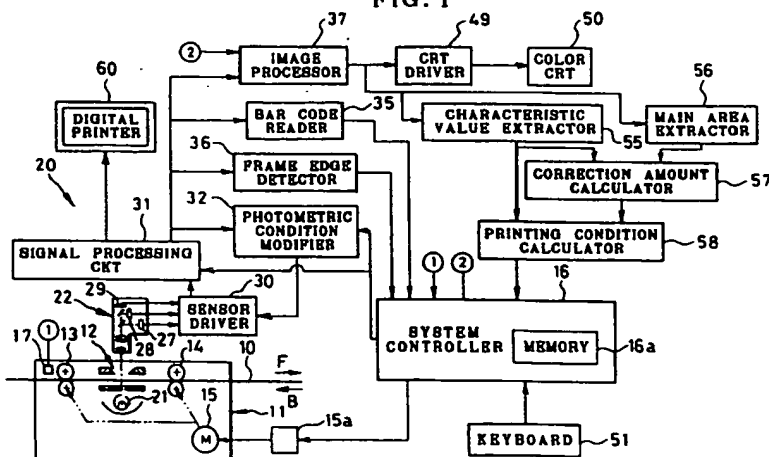 FIG. 1
37
49
50
2
IMAGE PROCESSOR
CRT DRIVER
COLOR CRT
60
DIGITAL PRINTER
35
BAR CODE READER
CHARACTERISTIC VALUE EXTRACTOR
55
56
MAIN AREA EXTRACTOR
36
FRAME EDGE DETECTOR
CORRECTION AMOUNT CALCULATOR
57
20
32
PHOTOMETRIC CONDITION MODIFIER
PRINTING CONDITION CALCULATOR
58
31
SIGNAL PROCESSING CKT
1
2
16
29
22
30
SENSOR DRIVER
27
28
SYSTEM CONTROLLER
MEMORY
16a
1
17
13
12
14
10
F
B
21
11
15
M
15a
KEYBOARD
51